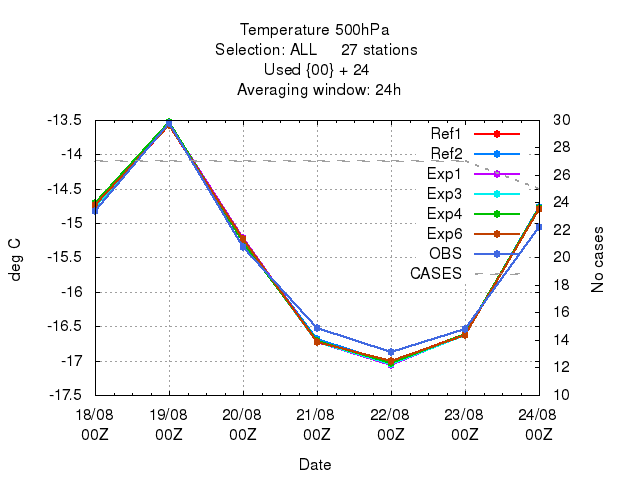 Temperature 500hPa
Selection: ALL 27 stations
Used {00} + 24
Averaging window: 24h
-13.5
-14
-14.5
-15
-15.5
-16
-16.5
-17
-17.5
deg C
Ref1
Ref2
Exp1
Exp3
Exp4
Exp6
OBS
CASES
30
28
26
24
22
20
18
16
14
12
10
No cases
18/08 19/08 20/08 21/08 22/08 23/08 24/08
00Z 00Z 00Z 00Z 00Z 00Z 00Z
Date